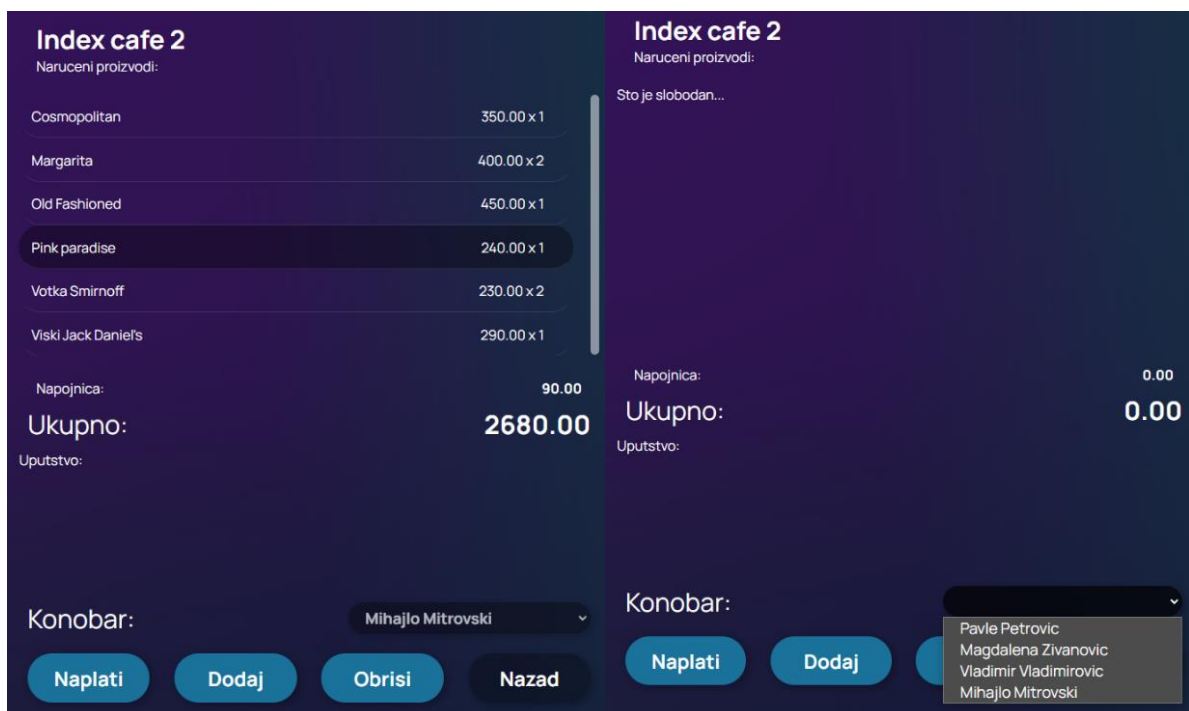 Index cafe 2
Naruceni proizvodi:
Cosmopolitan 350.00 x 1
Margarita 400.00 x 2
Old Fashioned 450.00 x 1
Pink paradise 240.00 x 1
Votka Smirnoff 230.00 x 2
Viski Jack Daniel's 290.00 x 1
Napojnica: 90.00
Ukupno: 2680.00
Uputstvo:
Konobar: Mihajlo Mitrovski
Naplati Dodaj Obrisi Nazad
Index cafe 2
Naruceni proizvodi:
Sto je slobodan...
Napojnica: 0.00
Ukupno: 0.00
Uputstvo:
Konobar:
Pavle Petrovic
Magdalena Zivanovic
Vladimir Vladimirovic
Mihajlo Mitrovski
Naplati Dodaj